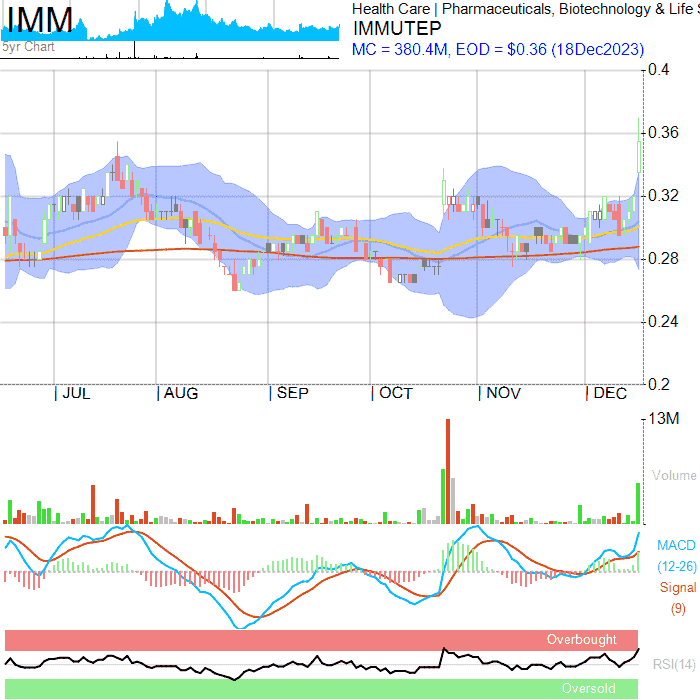 IMM
5yr Chart
Health Care | Pharmaceuticals, Biotechnology & Life S
IMMUTEP
MC = 380.4M, EOD = $0.36 (18Dec2023)
0.4
0.36
0.32
0.28
0.24
0.2
JUL AUG SEP OCT NOV DEC
13M
Volume
MACD
(12-26)
Signal
(9)
Overbought
RSI(14)
Oversold